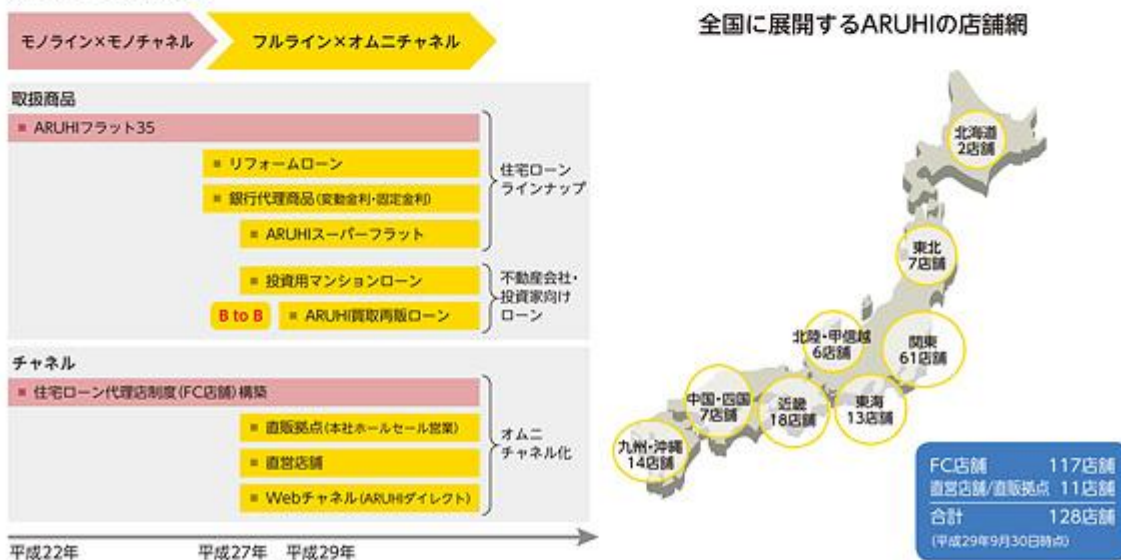 モノライン×モノチャネル
フルライン×オムニチャネル
取扱商品
■ ARUHIフラット35
■ リフォームローン
■ 銀行代理商品(変動金利・固定金利)
■ ARUHIスーパーフラット
住宅ローン
ラインナップ
■ 投資用マンションローン
B to B
■ ARUHI買取再販ローン
不動産会社・
投資家向け
ローン
チャネル
■ 住宅ローン代理店制度(FC店舗)構築
■ 直販拠点(本社ホールセール営業)
■ 直営店舗
■ Webチャネル(ARUHIダイレクト)
オムニ
チャネル化
平成22年
平成27年
平成29年
全国に展開するARUHIの店舗網
北海道
2店舗
東北
7店舗
北陸・甲信越
6店舗
関東
61店舗
中国・四国
7店舗
近畿
18店舗
東海
13店舗
九州・沖縄
14店舗
FC店舗 117店舗
直営店舗/直販拠点 11店舗
合計 128店舗
(平成29年9月30日時点)